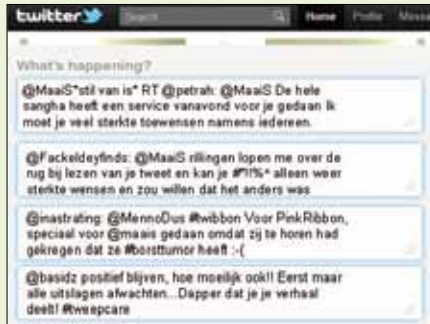 twitter
Search
Home Profile Messa
What's happening?
@MaaiS*stil van is* RT @petrah: @MaaiS De hele
sangha heeft een service vanavond voor je gedaan Ik
moet je veel sterkte toewensen namens iedereen.
@Fackeldeyfinds: @MaaiS rillingen lopen me over de
rug bij lezen van je tweet en kan je #*!!%^ alleen weer
sterkte wensen en zou willen dat het anders was
@inastrating: @MennoDus #twibbon Voor PinkRibbon,
speciaal voor @maais gedaan omdat zij te horen had
gekregen dat ze #borsttumor heeft :-(
@basidz positief blijven, hoe moeilijk ook!! Eerst maar
alle uitslagen afwachten...Dapper dat je je verhaal
deelt! #tweepcare